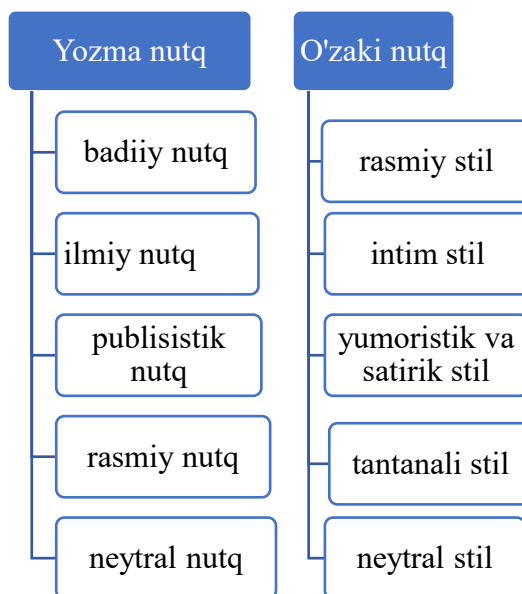 Yozma nutq
badiiy nutq
ilmiy nutq
publisistik
nutq
rasmiy nutq
neytral nutq
O'zaki nutq
rasmiy stil
intim stil
yumoristik va
satirik stil
tantanali stil
neytral stil